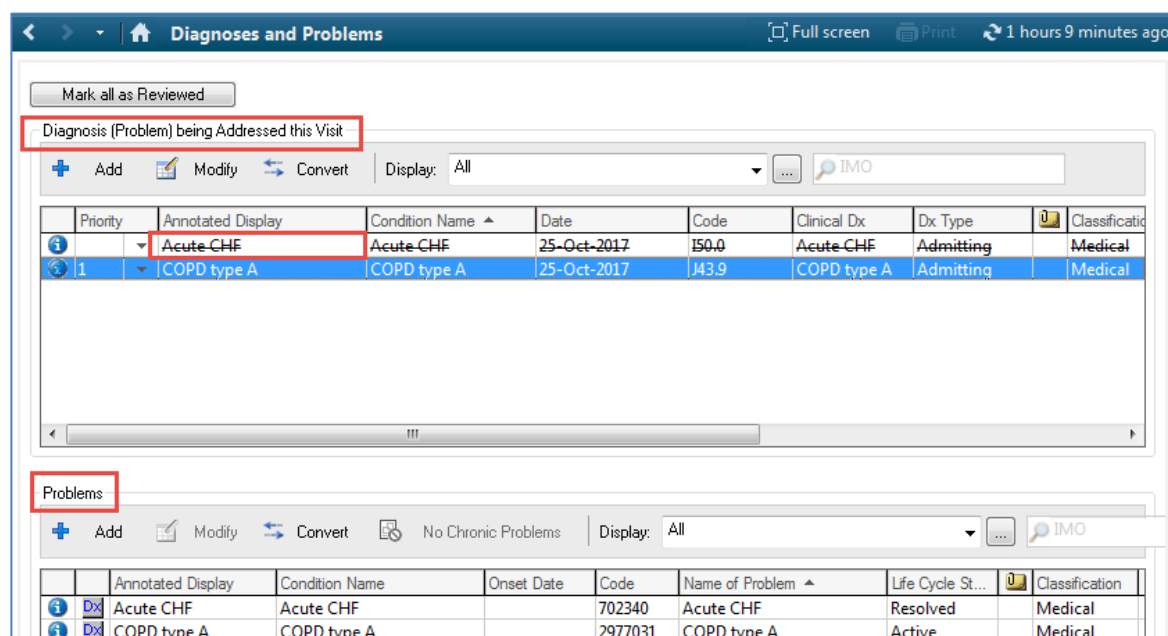 Diagnoses and Problems Full screen Print 1 hours 9 minutes ago
Mark all as Reviewed
Diagnosis (Problem) being Addressed this Visit
Add Modify Convert Display: All ... IMO
Priority Annotated Display Condition Name Date Code Clinical Dx Dx Type Classificatio
Acute CHF Acute CHF 25-Oct-2017 I50.0 Acute CHF Admitting Medical
1 COPD type A COPD type A 25-Oct-2017 J43.9 COPD type A Admitting Medical
Problems
Add Modify Convert No Chronic Problems Display: All ... IMO
Annotated Display Condition Name Onset Date Code Name of Problem Life Cycle St... Classification
Dx Acute CHF Acute CHF 702340 Acute CHF Resolved Medical
Dx COPD type A COPD type A 2977031 COPD type A Active Medical